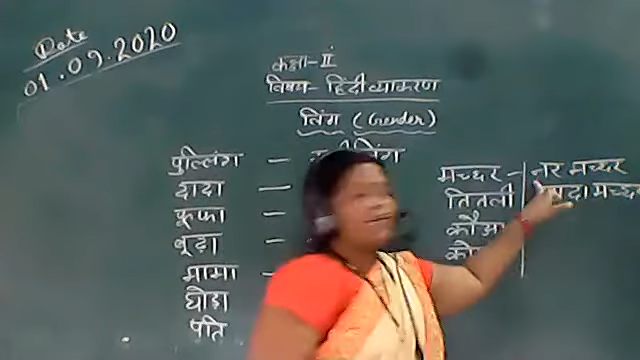 Date
01.09.2020
कक्षा-II
विषय- हिंदी व्याकरण
लिंग (Gender)
पुल्लिंग -
दादा -
फूफा -
बूढ़ा -
मामा -
घोड़ा
पति
मच्छर - नर मच्छर
मच्छर
तितली
कौआ